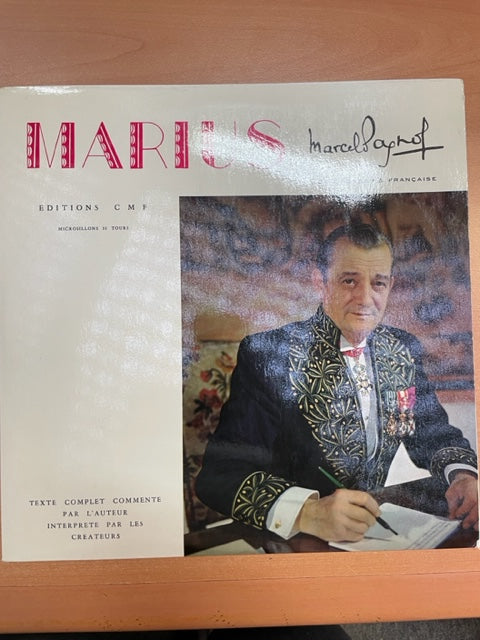 MARIUS
Marcel Pagnol
FRANÇAISE
EDITIONS CMF
MICROSILLONS 33 TOURS
TEXTE COMPLET COMMENTE
PAR L'AUTEUR
INTERPRETE PAR LES
CREATEURS